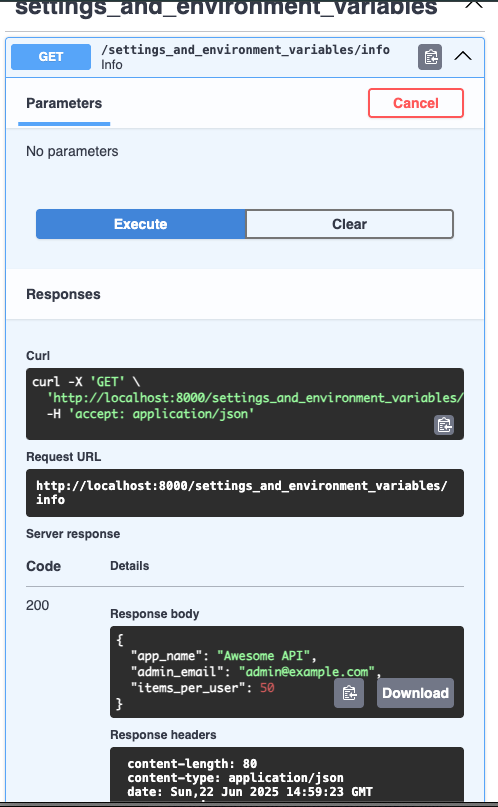 settings_and_environment_variables
GET
/settings_and_environment_variables/info
Info
Parameters
Cancel
No parameters
Execute
Clear
Responses
Curl
curl -X 'GET' \
'http://localhost:8000/settings_and_environment_variables/
-H 'accept: application/json'
Request URL
http://localhost:8000/settings_and_environment_variables/
info
Server response
Code
Details
200
Response body
{
"app_name": "Awesome API",
"admin_email": "admin@example.com",
"items_per_user": 50
}
Download
Response headers
content-length: 80
content-type: application/json
date: Sun,22 Jun 2025 14:59:23 GMT